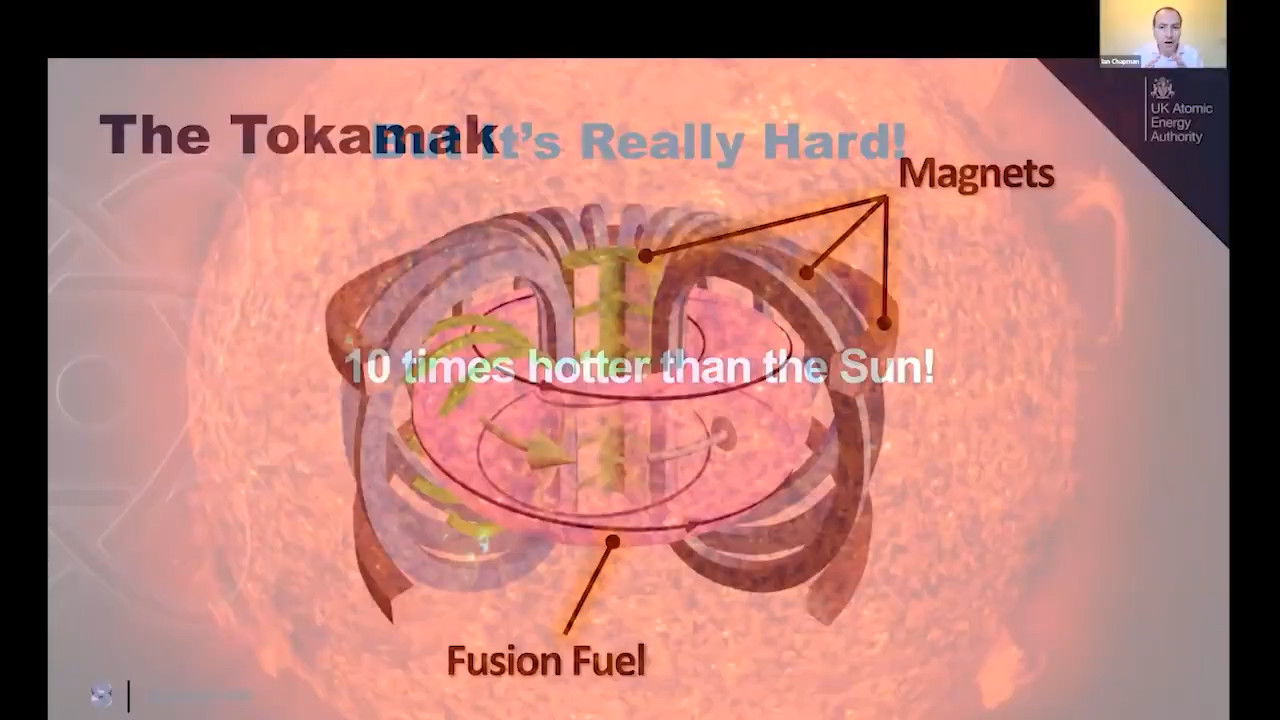 Ian Chapman
UK Atomic
Energy
Authority
The Tokamak
But It's Really Hard!
Magnets
10 times hotter than the Sun!
Fusion Fuel